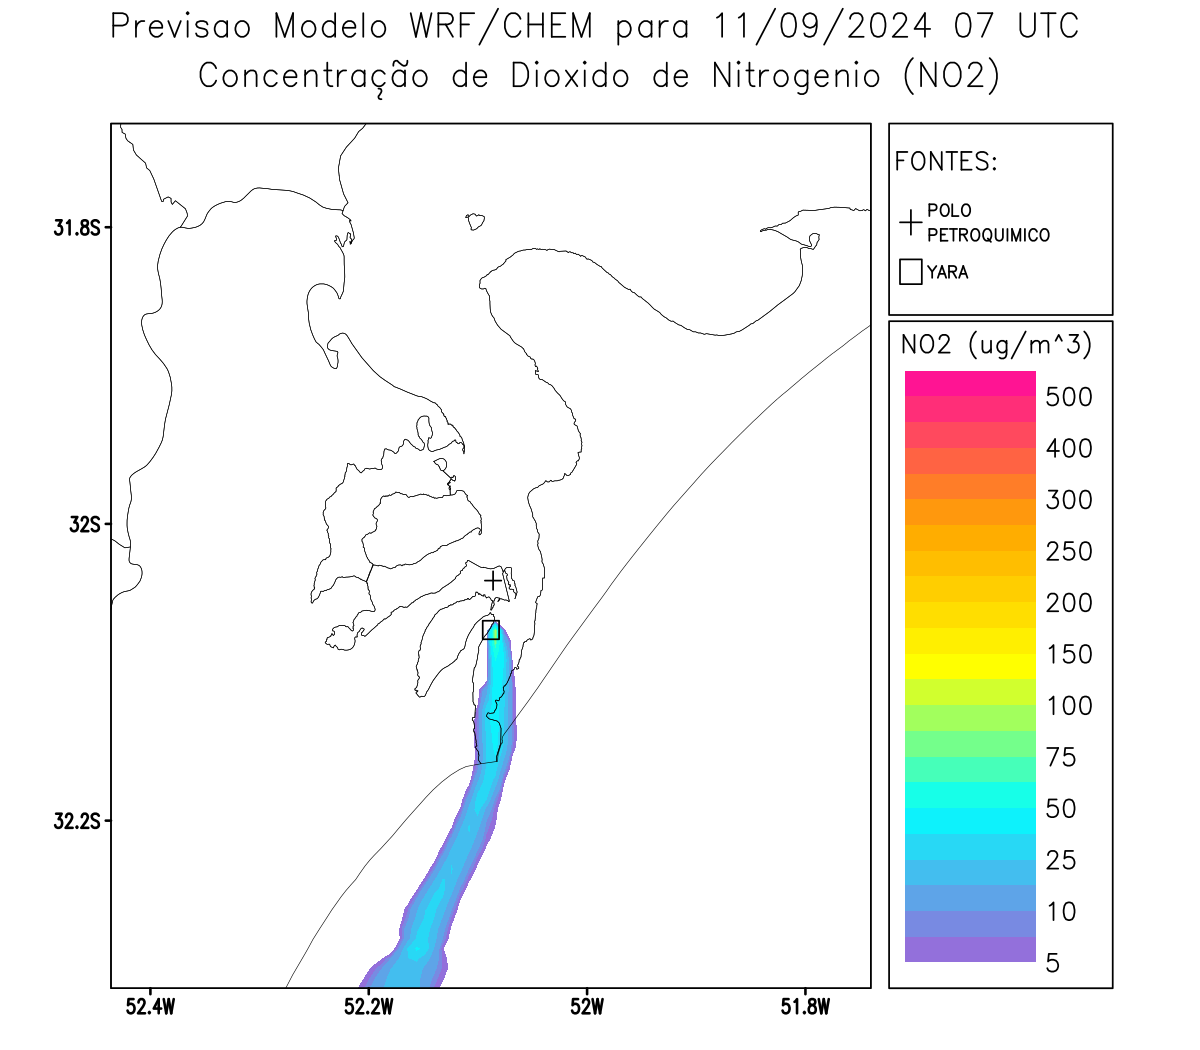 Previsao Modelo WRF/CHEM para 11/09/2024 07 UTC
Concentração de Dioxido de Nitrogenio (NO2)
FONTES:
POLO
PETROQUIMICO
YARA
NO2 (ug/m^3)
500
400
300
250
200
150
100
75
50
25
10
5
31.8S
32S
32.2S
52.4W
52.2W
52W
51.8W